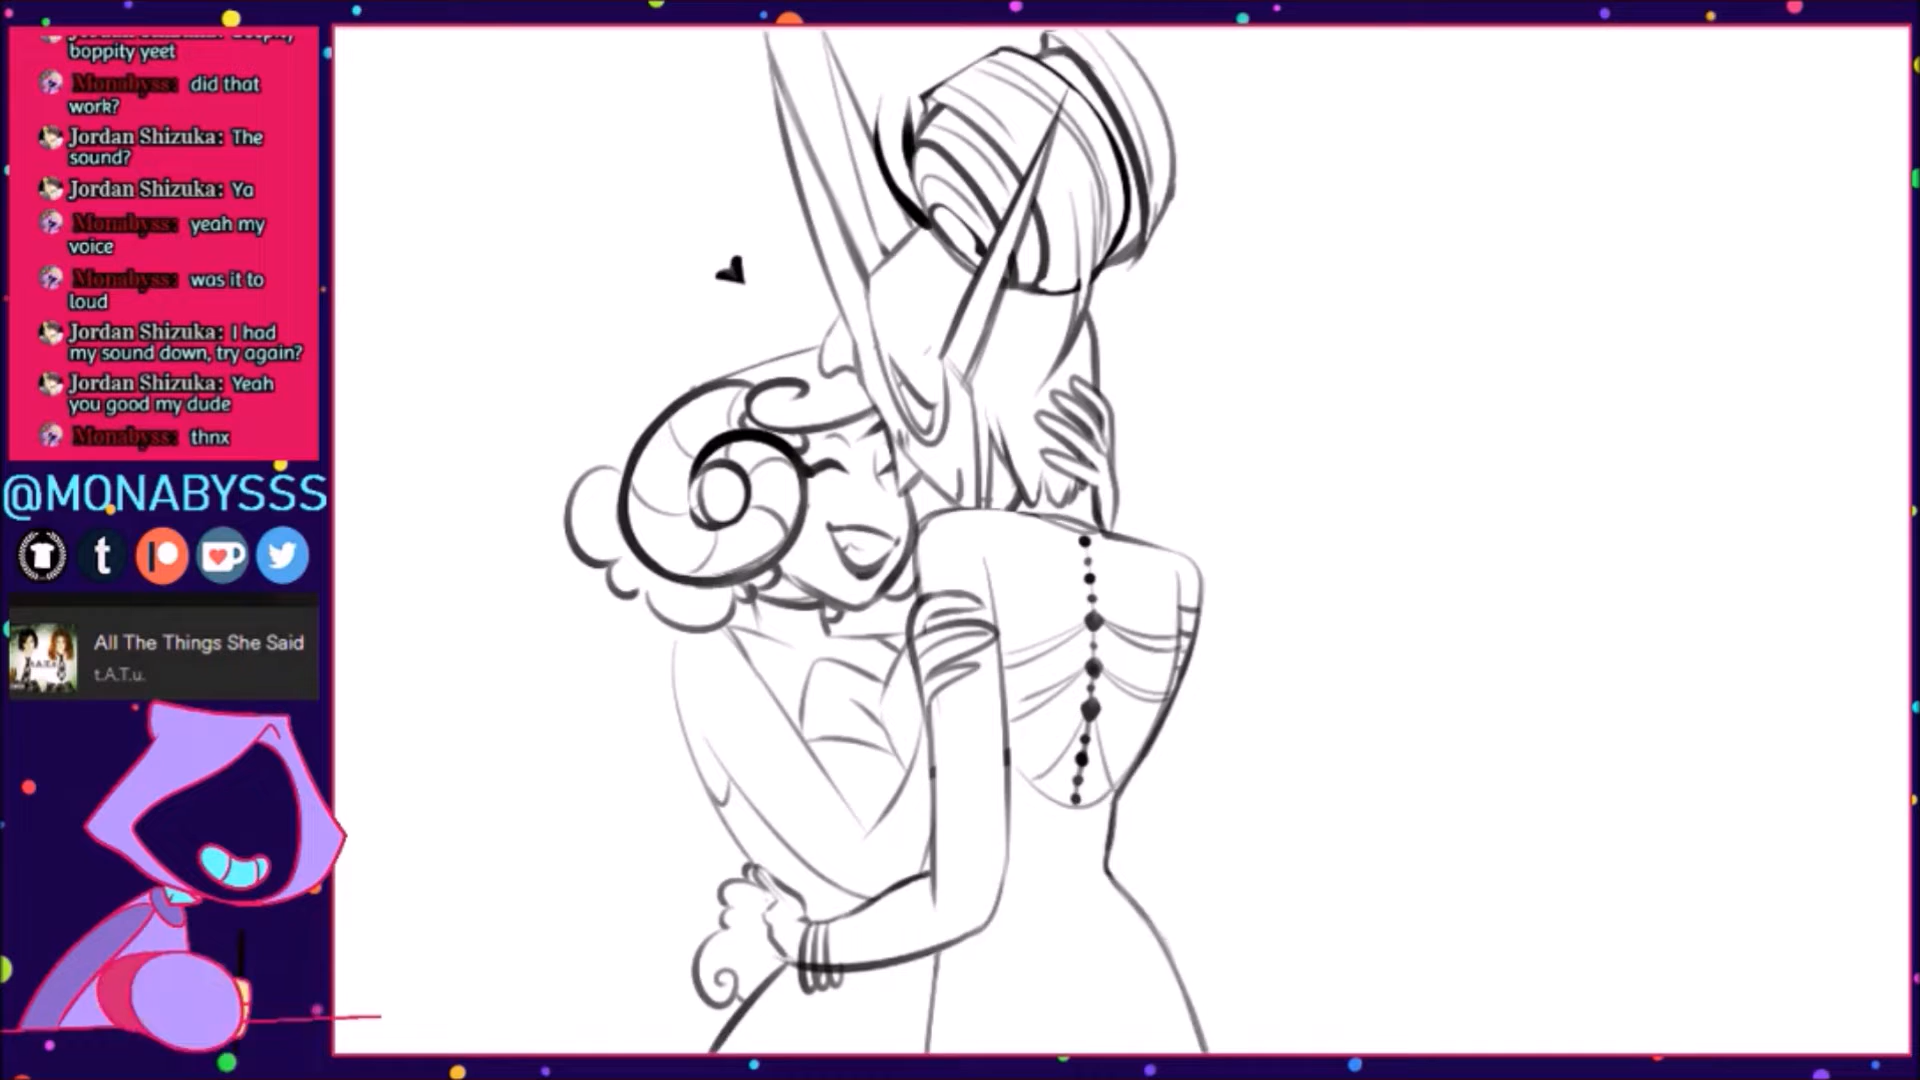 boppity yeet
Monabyss: did that
work?
Jordan Shizuka: The
sound?
Jordan Shizuka: Ya
Monabyss: yeah my
voice
Monabyss: was it to
loud
Jordan Shizuka: I had
my sound down, try again?
Jordan Shizuka: Yeah
you good my dude
Monabyss: thnx
@MONABYSSS
t
All The Things She Said
t.A.T.u.